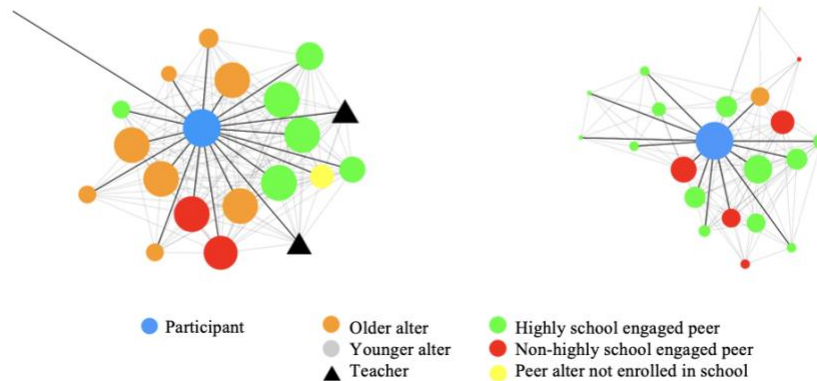 Participant
Older alter
Younger alter
Teacher
Highly school engaged peer
Non-highly school engaged peer
Peer alter not enrolled in school